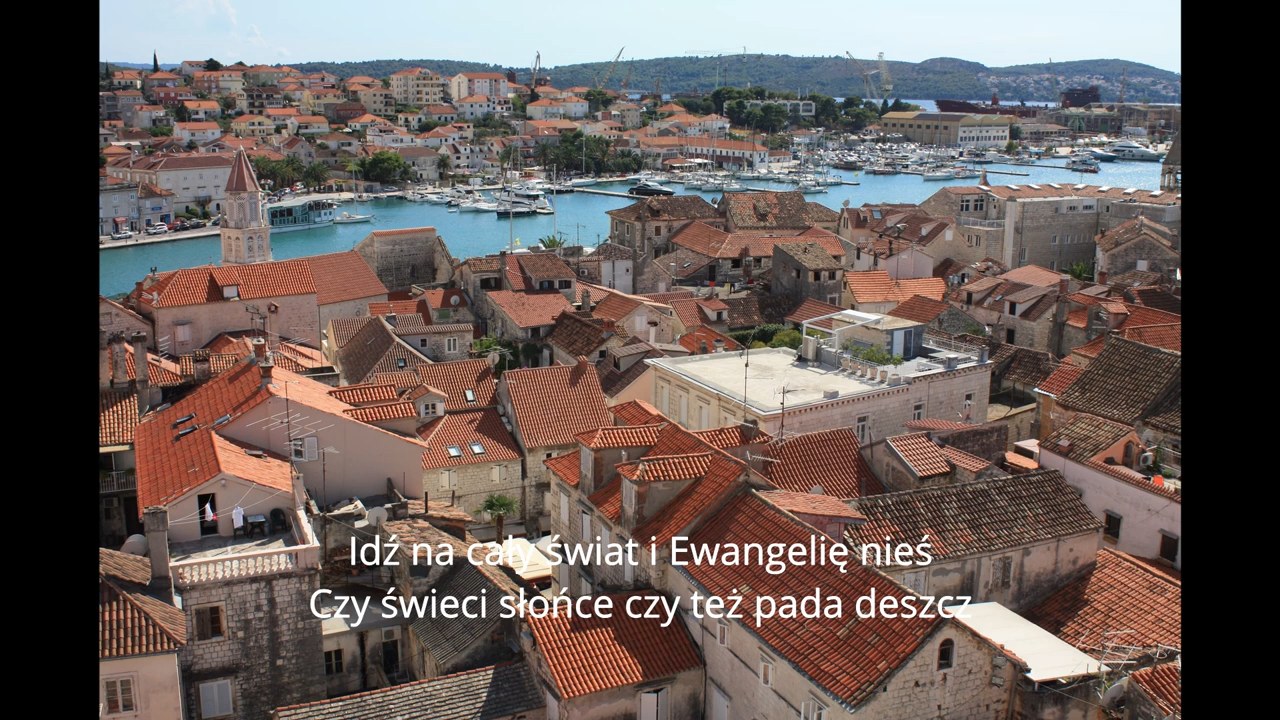 Idź na cały świat i Ewangelię nieś
Czy świeci słońce czy też pada deszcz